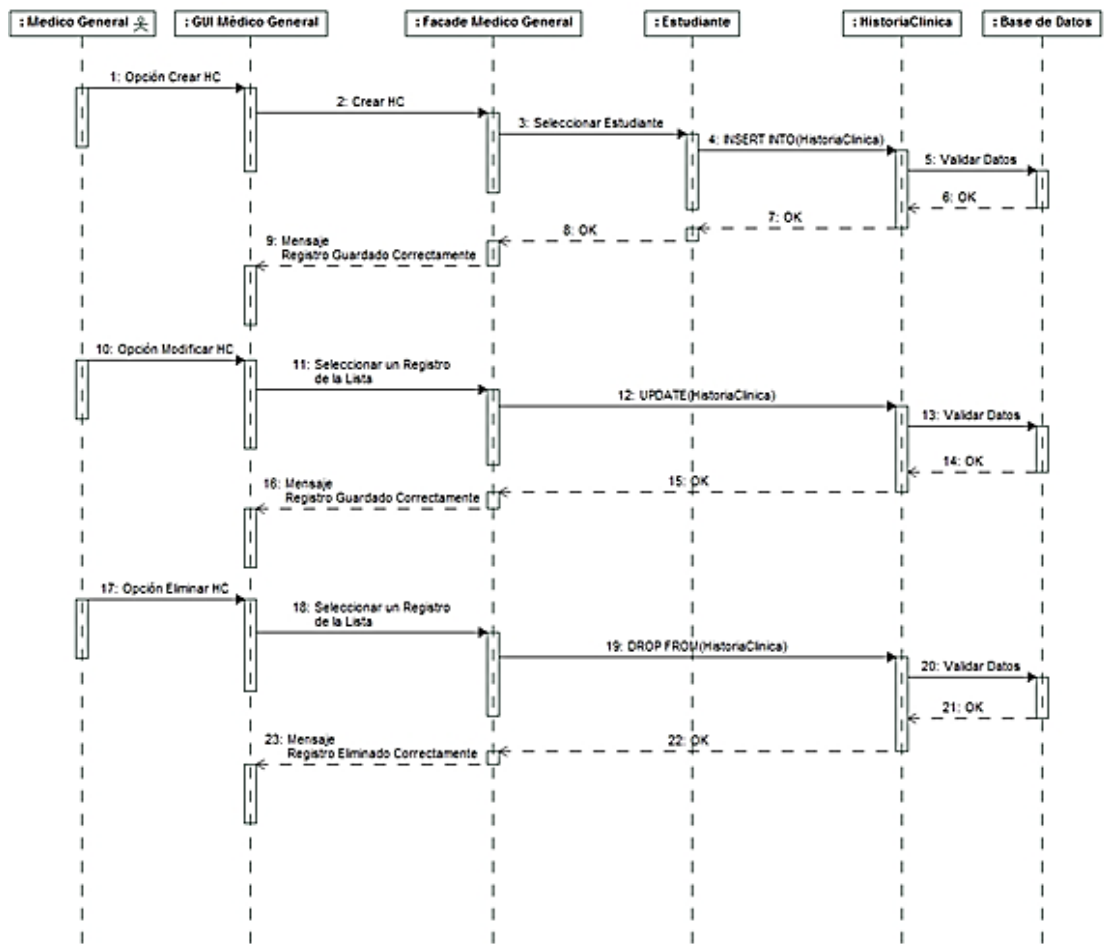 : Medico General
: GUI Médico General
: Facade Medico General
: Estudiante
: HistoriaClinica
: Base de Datos
1: Opción Crear HC
2: Crear HC
3: Seleccionar Estudiante
4: INSERT INTO(HistoriaClinica)
5: Validar Datos
6: OK
7: OK
8: OK
9: Mensaje
Registro Guardado Correctamente
10: Opción Modificar HC
11: Seleccionar un Registro
de la Lista
12: UPDATE(HistoriaClinica)
13: Validar Datos
14: OK
15: OK
16: Mensaje
Registro Guardado Correctamente
17: Opción Eliminar HC
18: Seleccionar un Registro
de la Lista
19: DROP FROM(HistoriaClinica)
20: Validar Datos
21: OK
22: OK
23: Mensaje
Registro Eliminado Correctamente